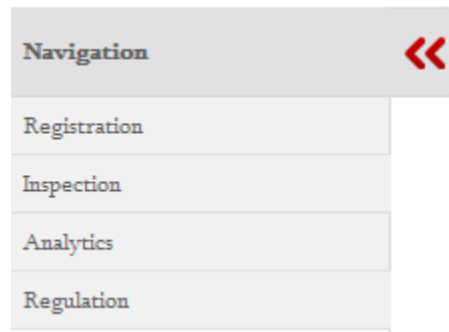 Navigation
Registration
Inspection
Analytics
Regulation